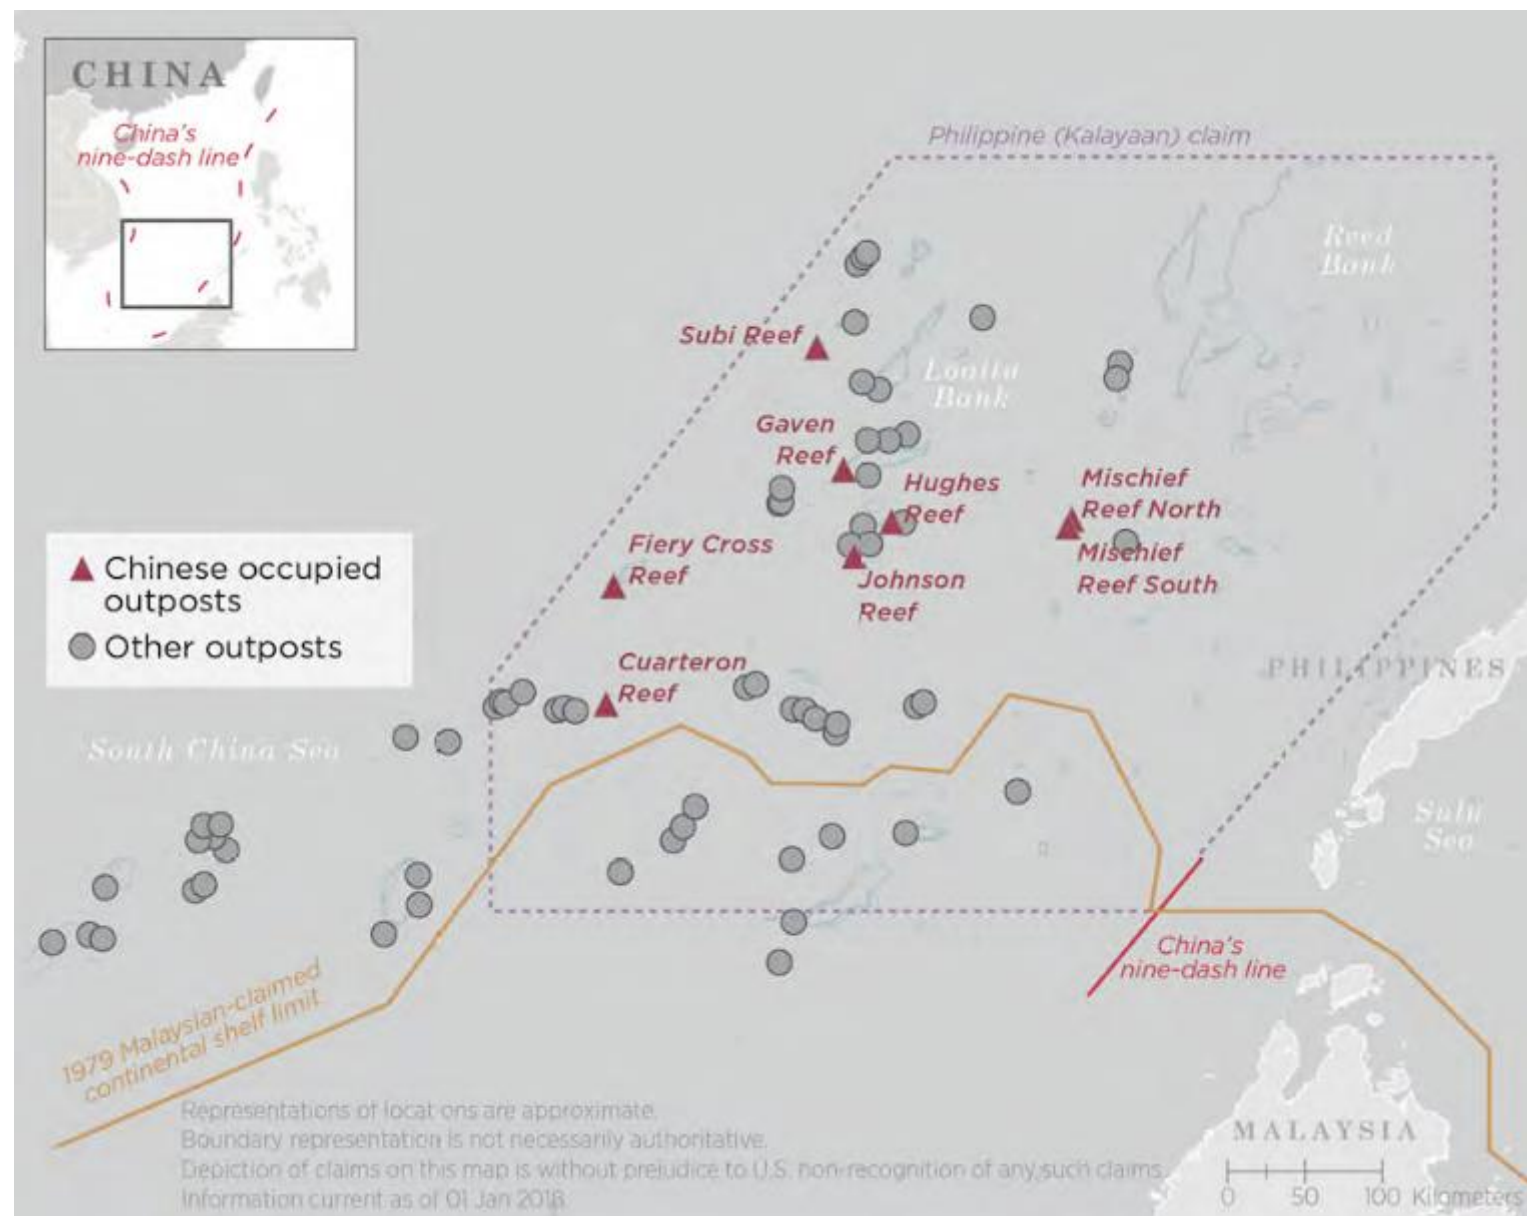 CHINA
China's
nine-dash line
Philippine (Kalayaan) claim
Reed
Bank
Subi Reef
Loaita
Bank
Gaven
Reef
Hughes
Reef
Mischief
Reef North
Mischief
Reef South
Fiery Cross
Reef
Johnson
Reef
Chinese occupied
outposts
Other outposts
Cuarteron
Reef
PHILIPPINES
South China Sea
Sulu
Sea
China's
nine-dash line
1979 Malaysian-claimed
continental shelf limit
Representations of locations are approximate.
Boundary representation is not necessarily authoritative.
Depiction of claims on this map is without prejudice to U.S. non-recognition of any such claims.
Information current as of 01 Jan 2018.
MALAYSIA
0 50 100 Kilometers